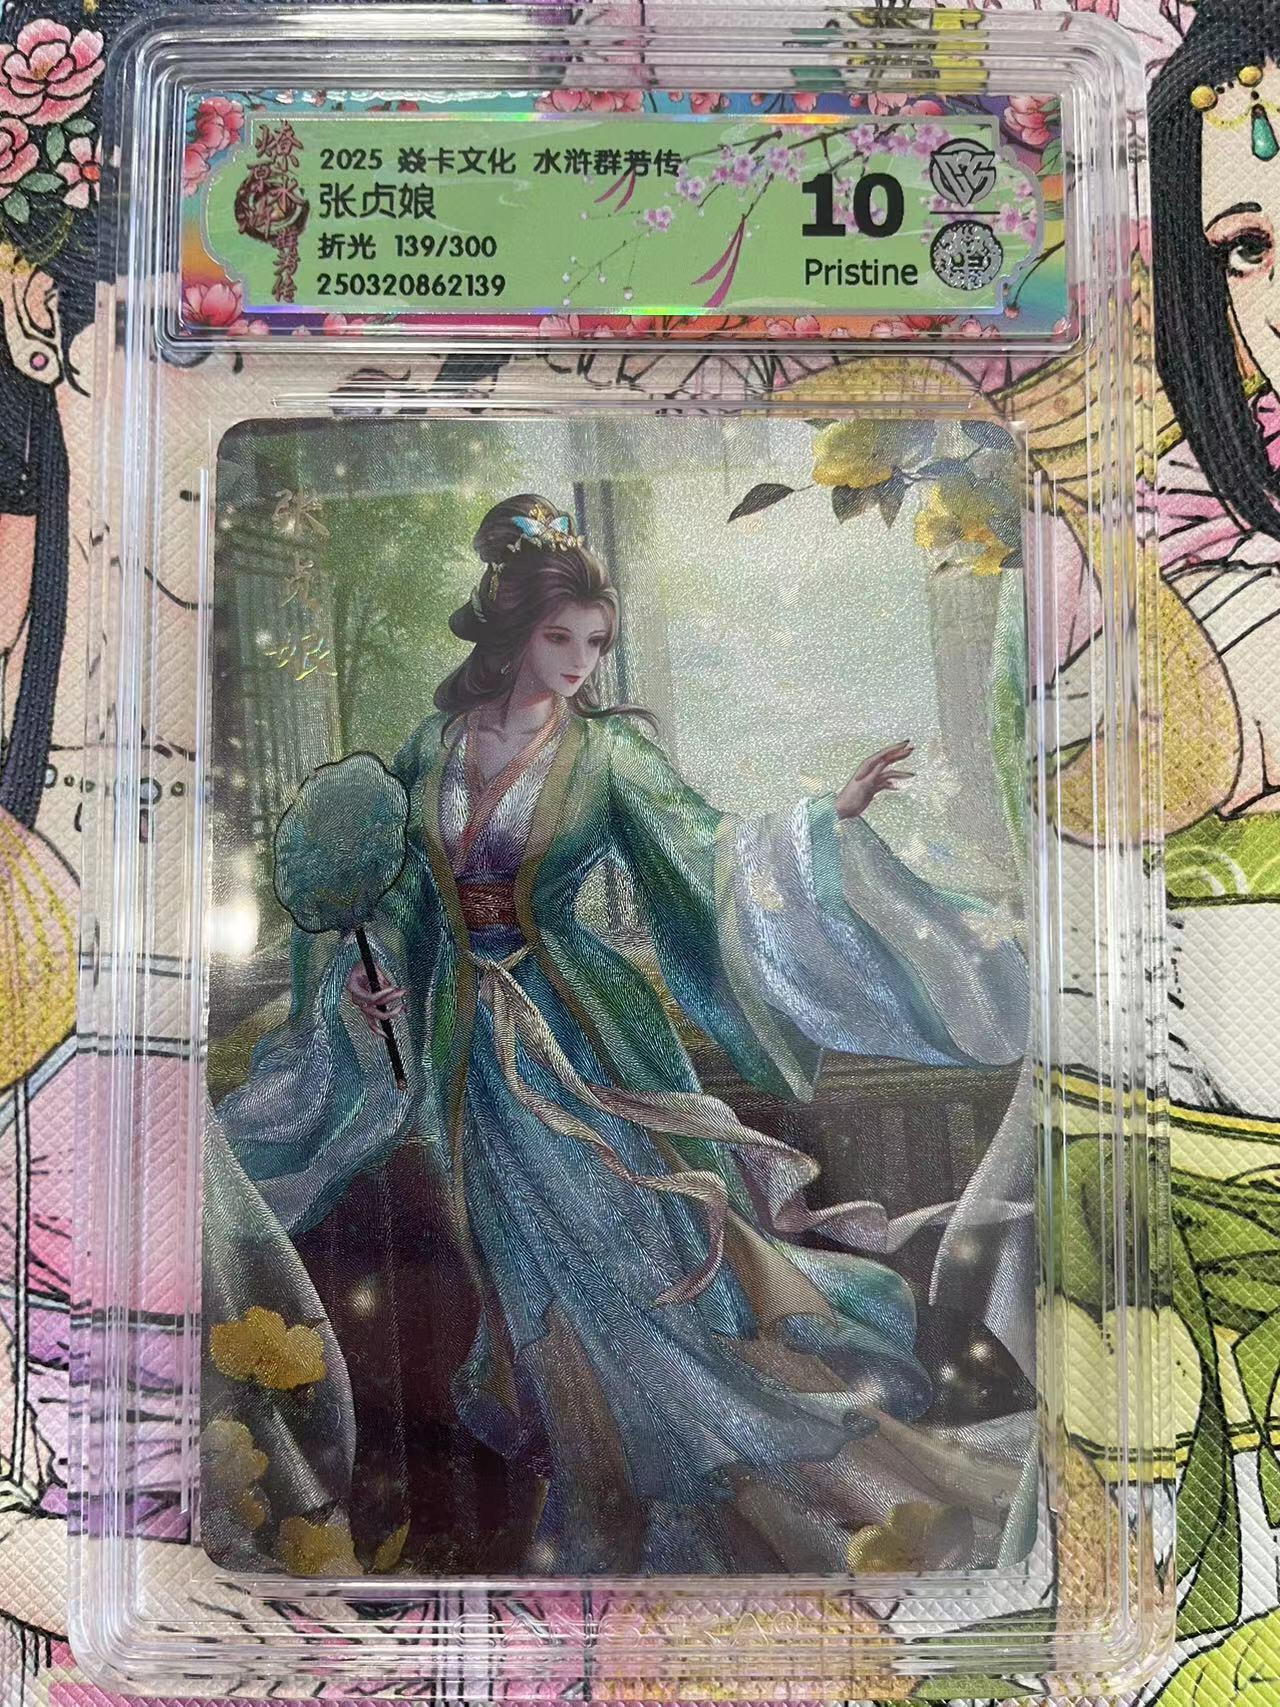 2025 焱卡文化 水浒群芳传
张贞娘
折光 139/300
250320862139
10
Pristine
张贞娘